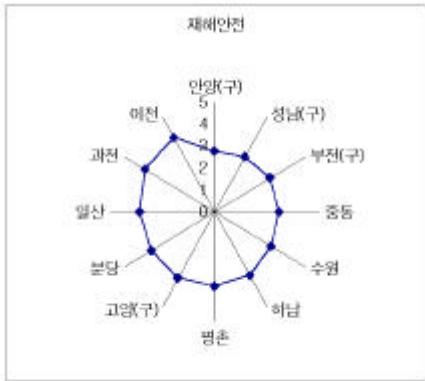 재해안전
안양(구)
성남(구)
부천(구)
중동
수원
하남
평촌
고양(구)
분당
일산
과천
이천
5
4
3
2
1
0